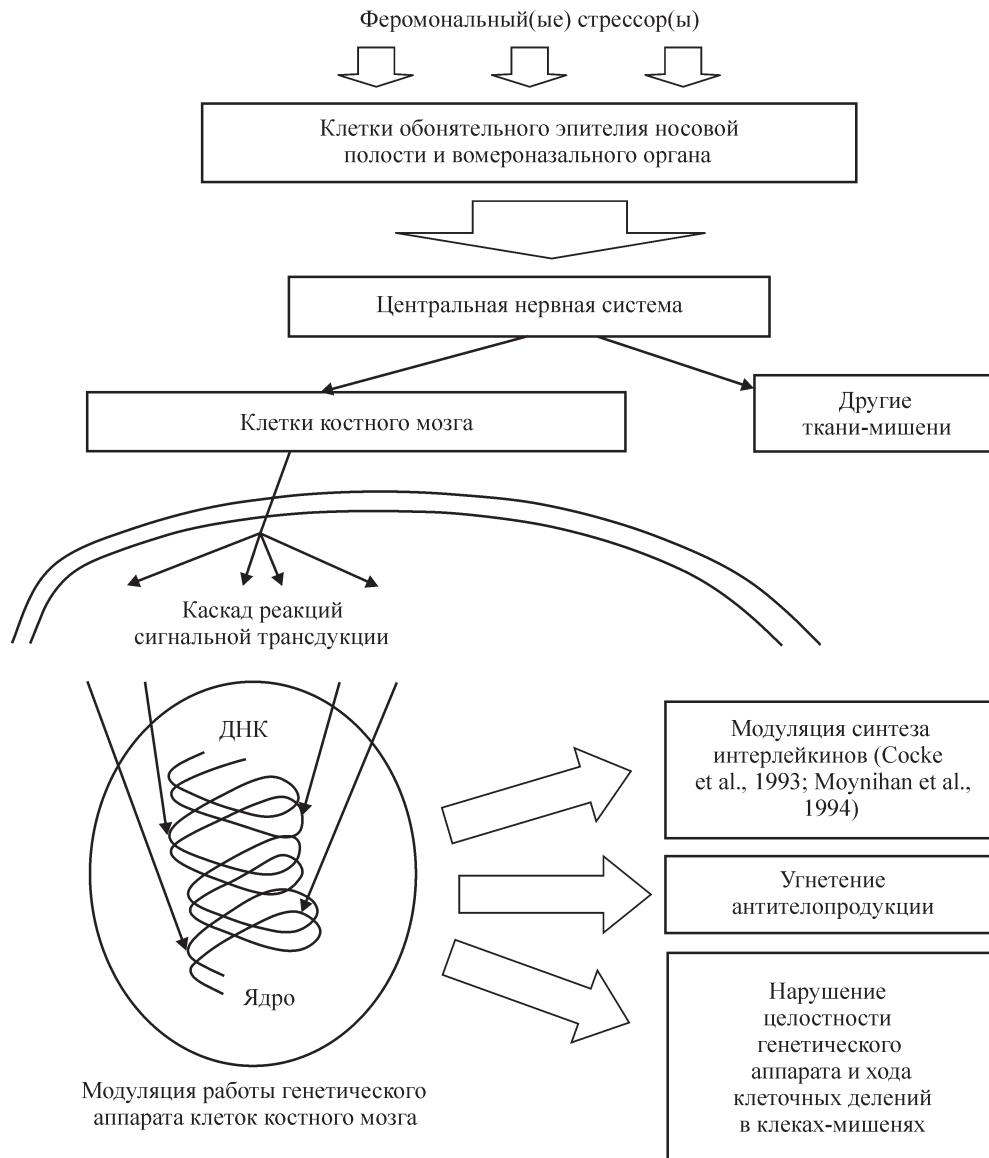 Феромональный(ые) стрессор(ы)
Клетки обонятельного эпителия носовой
полости и вомероназального органа
Центральная нервная система
Клетки костного мозга
Другие
ткани-мишени
Каскад реакций
сигнальной трансдукции
ДНК
Ядро
Модуляция работы генетического
аппарата клеток костного мозга
Модуляция синтеза
интерлейкинов (Cocke
et al., 1993; Moynihan et al.,
1994)
Угнетение
антителопродукции
Нарушение
целостности
генетического
аппарата и хода
клеточных делений
в клеках-мишенях